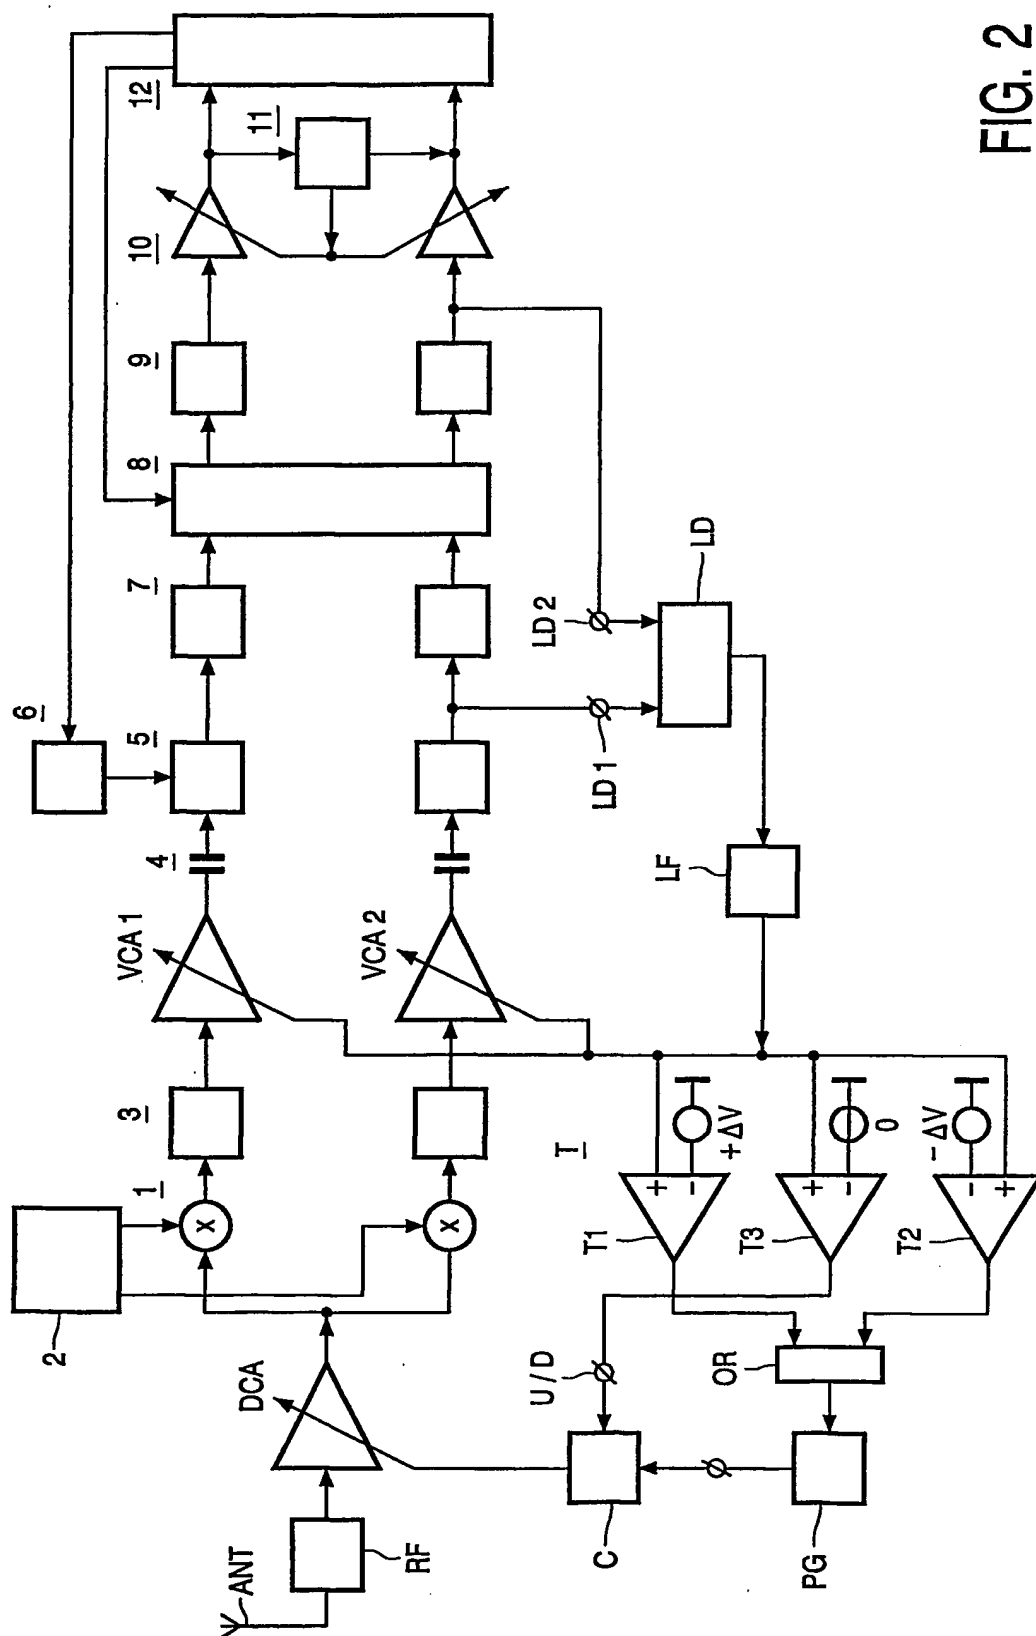 ANT
RF
DCA
2
1
X
X
3
VCA 1
VCA 2
4
5
6
7
8
9
10
11
12
LD 1
LD 2
LD
LF
T
T1
+
-
+ΔV
T3
+
-
0
T2
-
+
-ΔV
U/D
OR
C
PG
FIG. 2